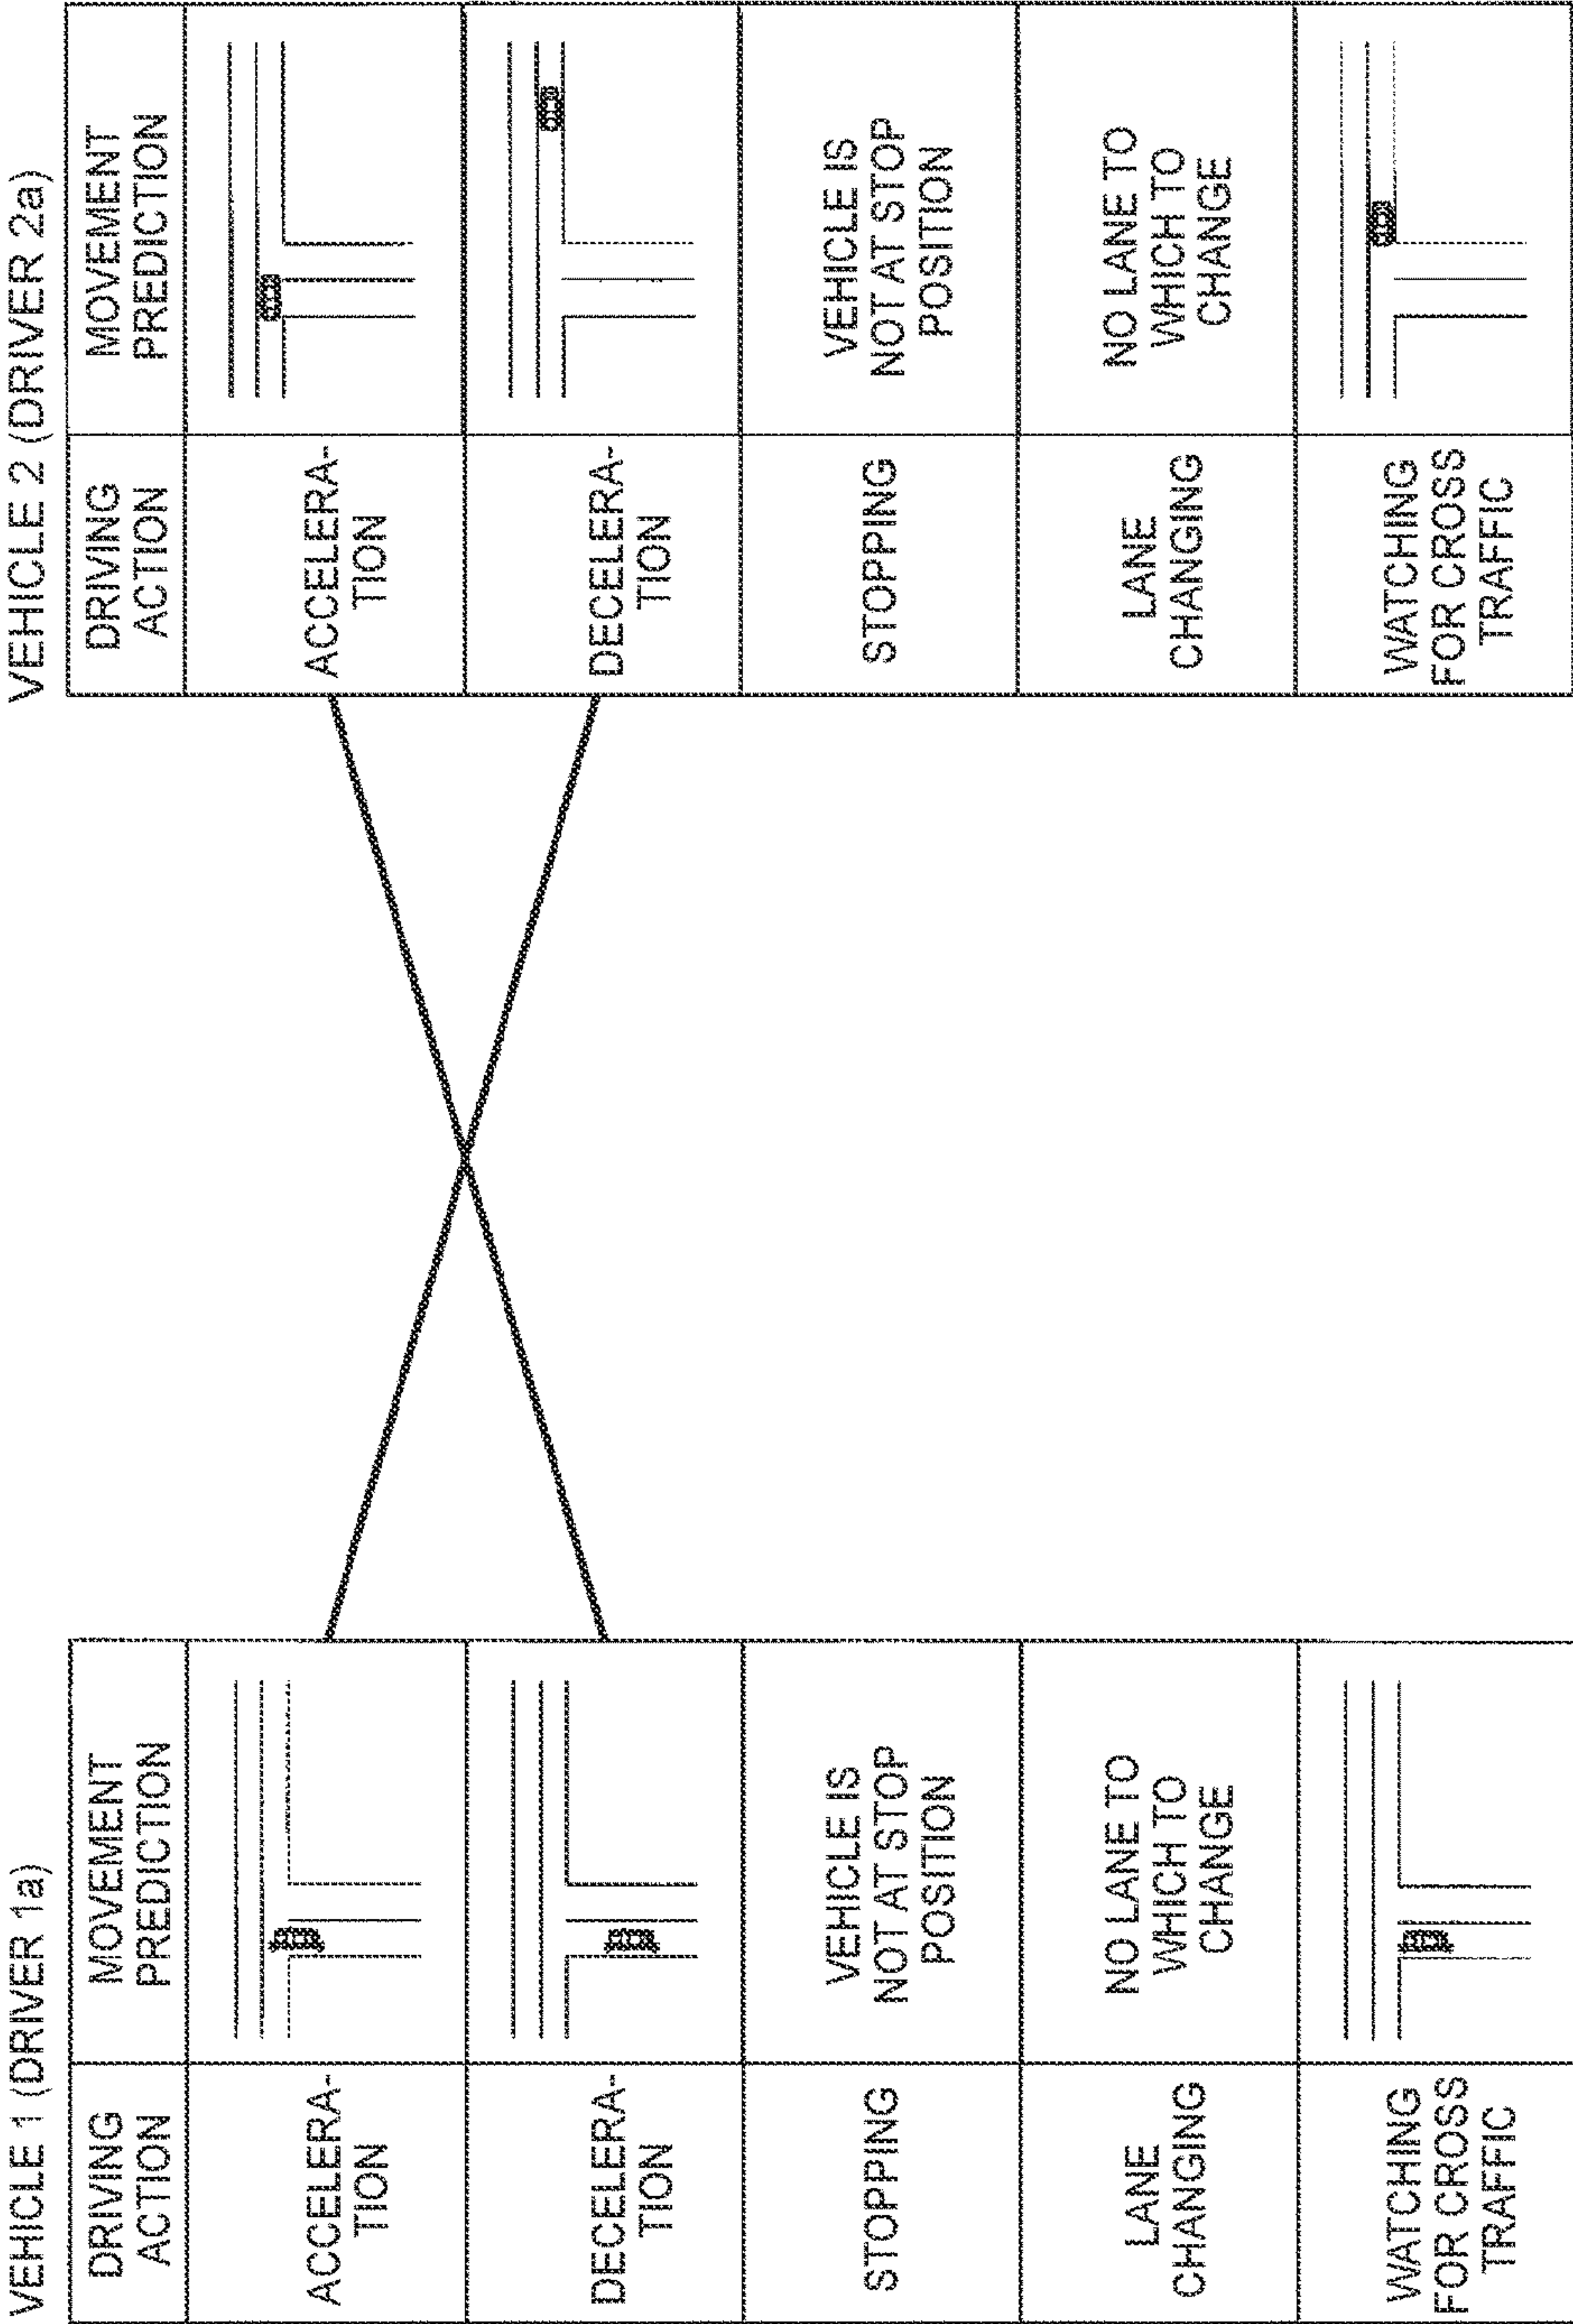 VEHICLE 1 (DRIVER 1a)
DRIVING
ACTION
MOVEMENT
PREDICTION
ACCELERA-
TION
DECELERA-
TION
STOPPING
VEHICLE IS
NOT AT STOP
POSITION
LANE
CHANGING
NO LANE TO
WHICH TO
CHANGE
WATCHING
FOR CROSS
TRAFFIC
VEHICLE 2 (DRIVER 2a)
DRIVING
ACTION
MOVEMENT
PREDICTION
ACCELERA-
TION
DECELERA-
TION
STOPPING
VEHICLE IS
NOT AT STOP
POSITION
LANE
CHANGING
NO LANE TO
WHICH TO
CHANGE
WATCHING
FOR CROSS
TRAFFIC